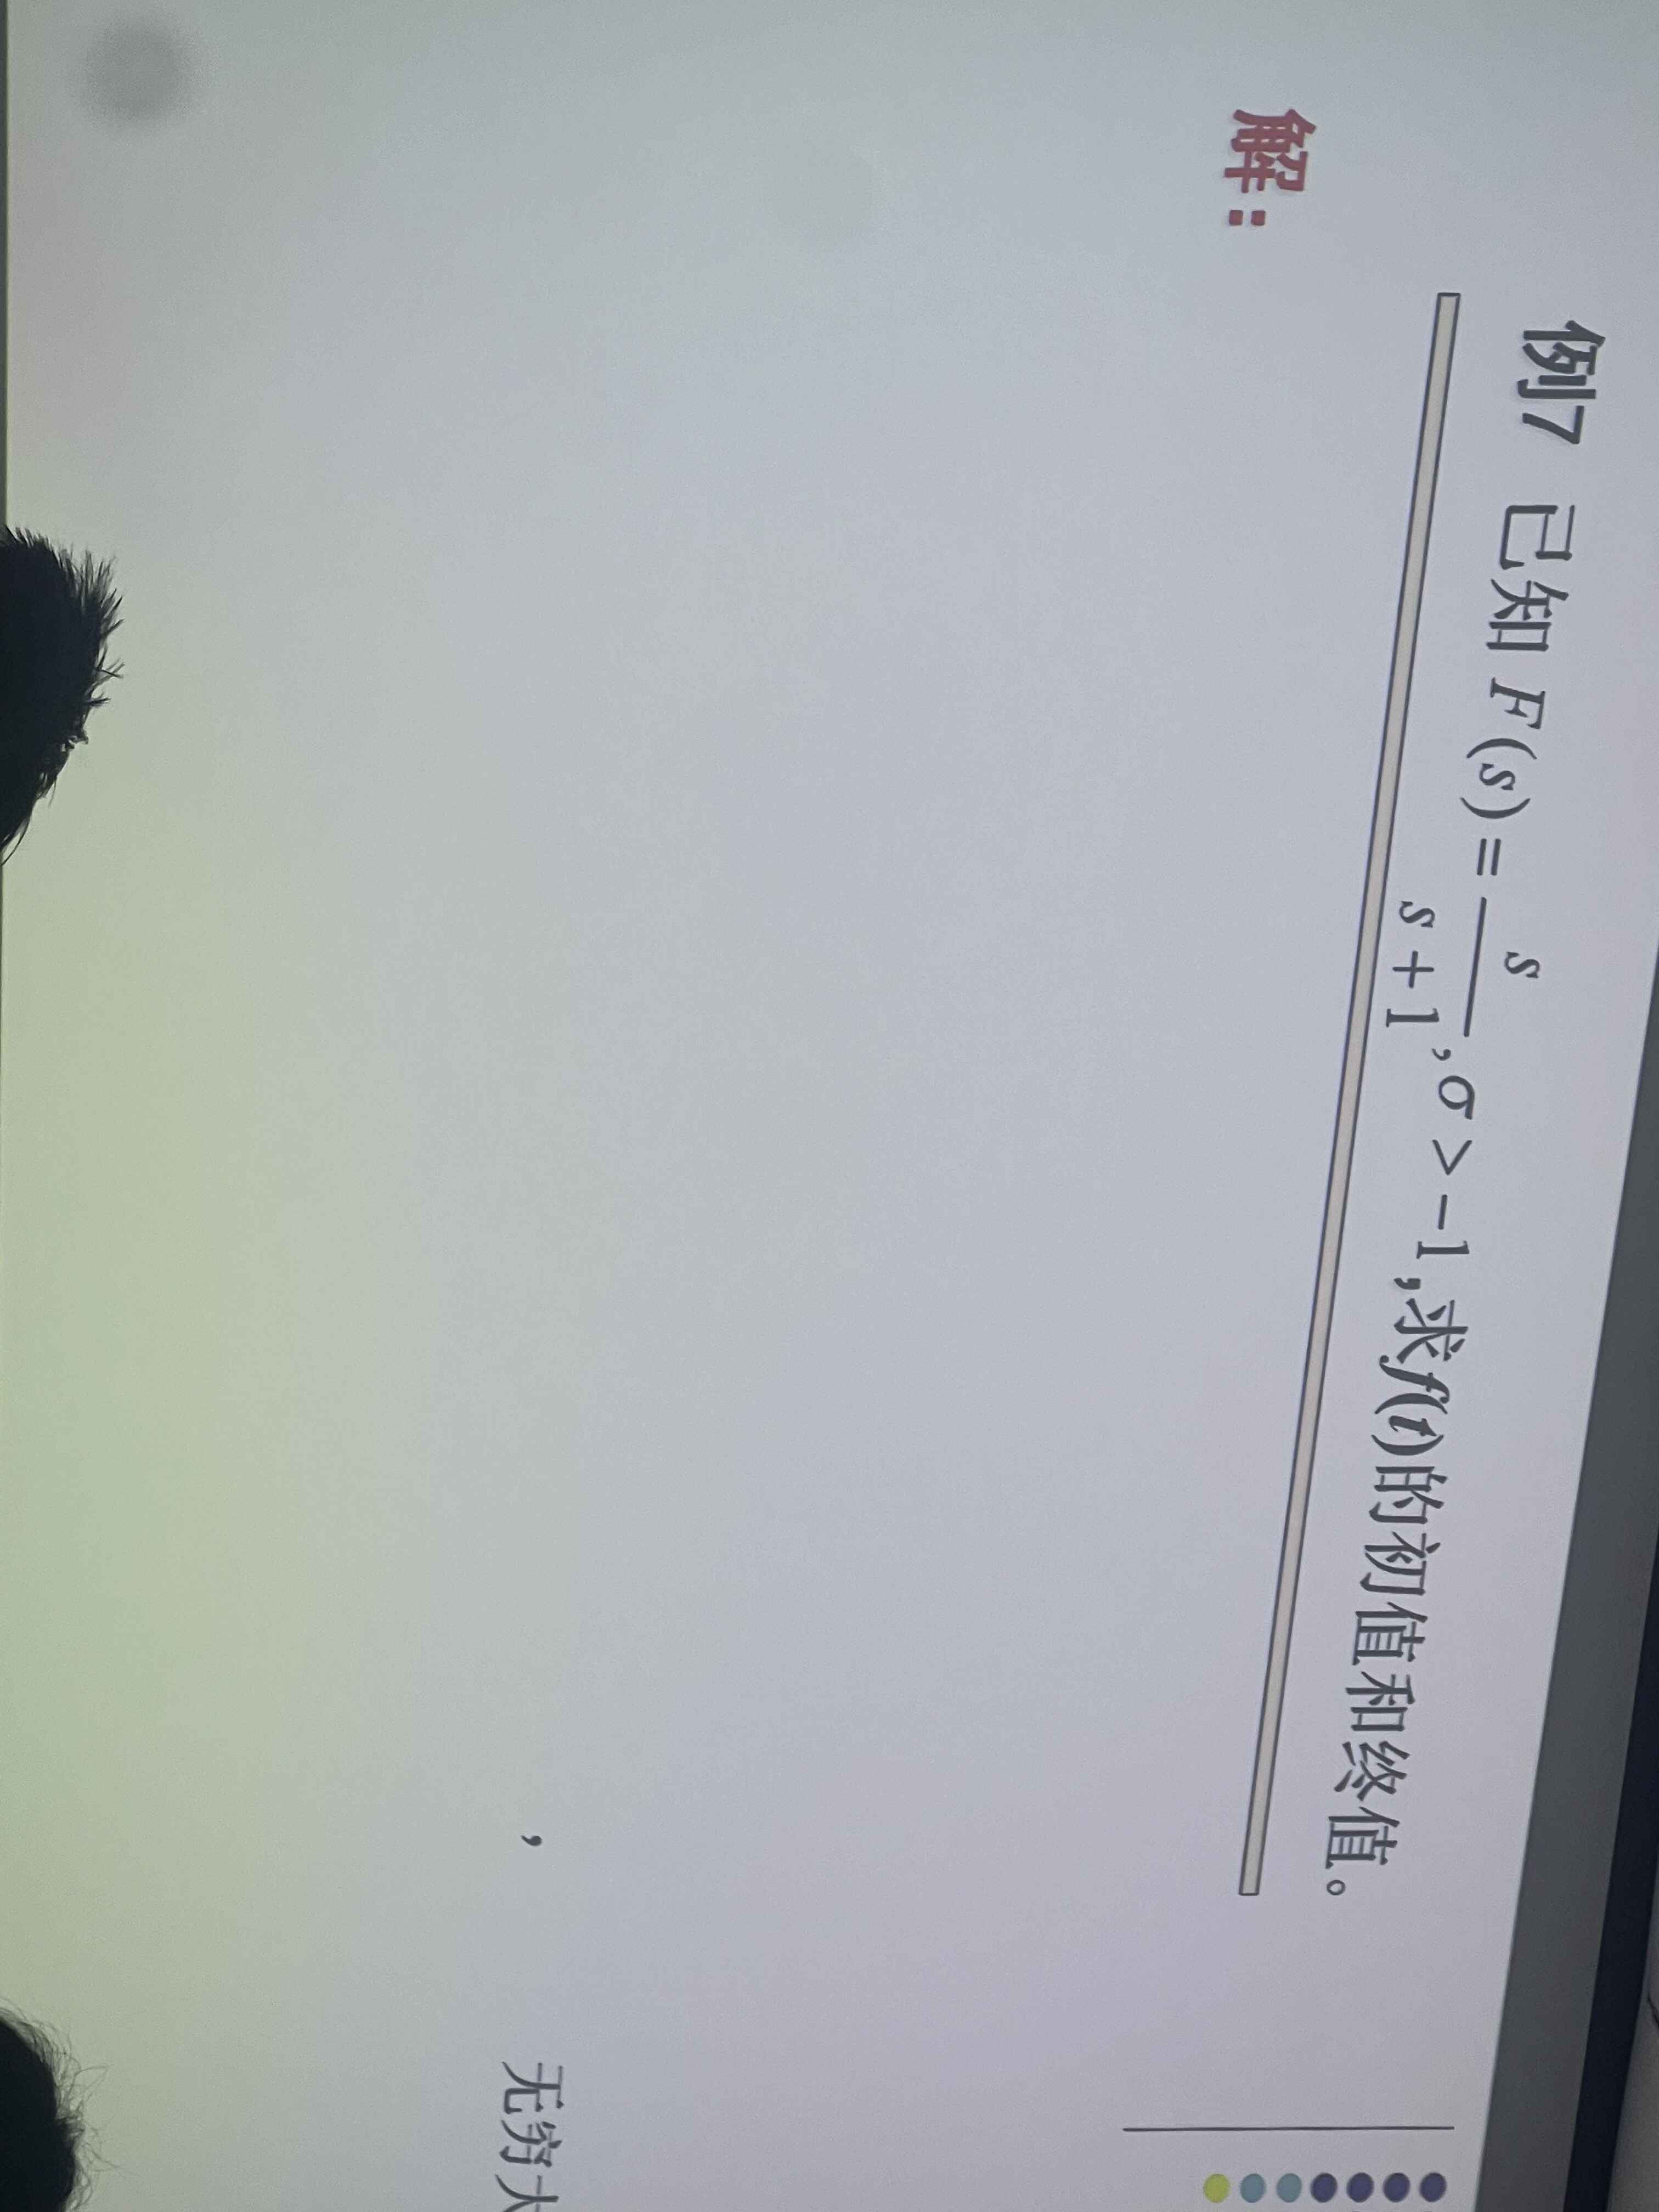 例7 已知 F(s) = s/(s+1), σ > -1, 求f(t)的初值和终值。
解：
, 无穷大